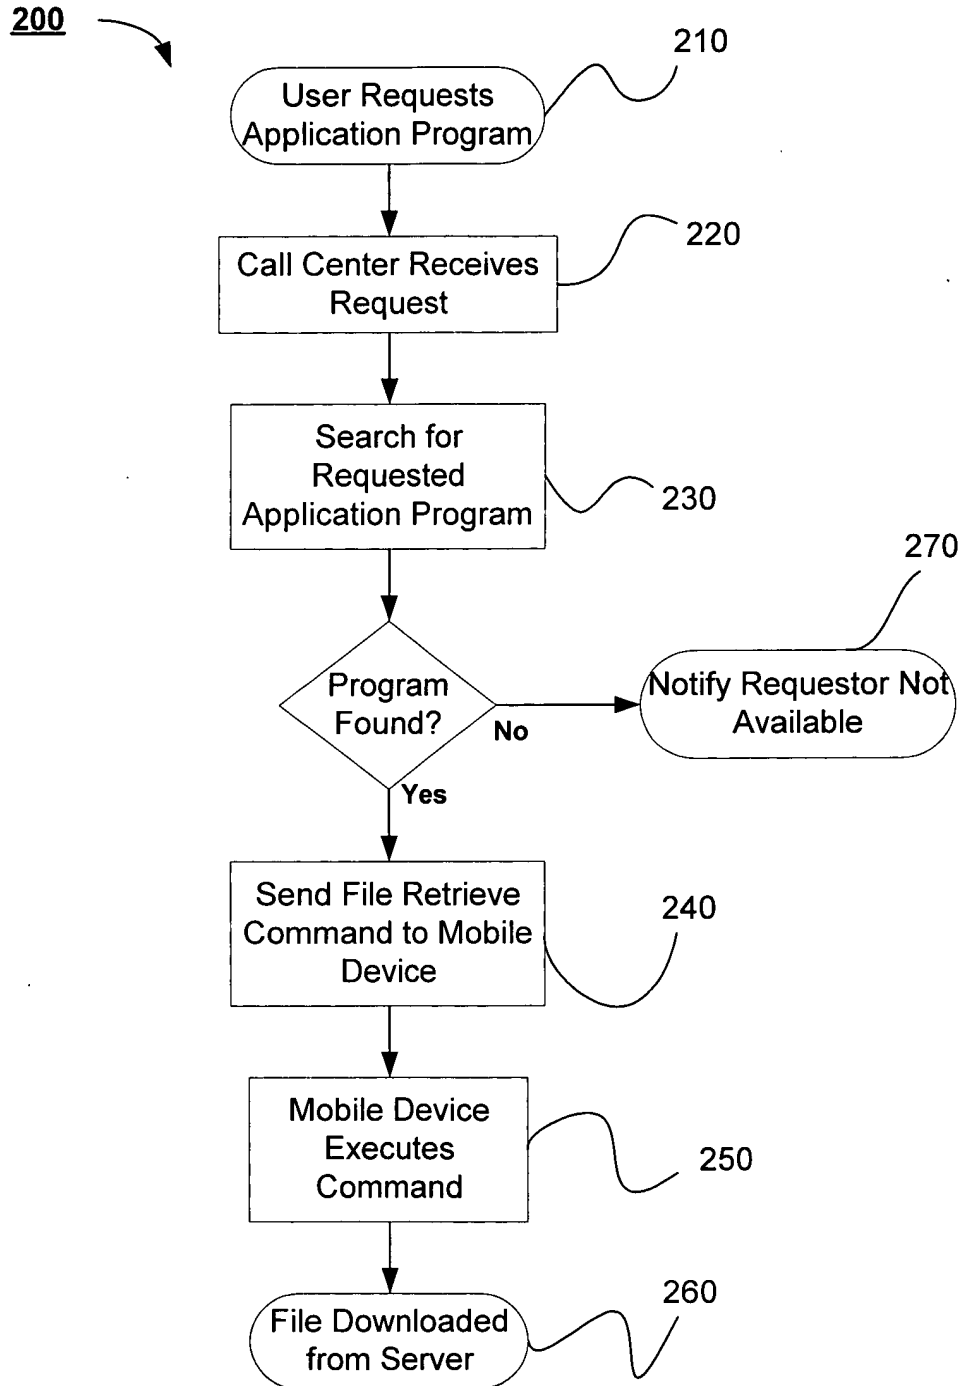 200
210
User Requests
Application Program
220
Call Center Receives
Request
Search for
Requested
Application Program
230
270
Program
Found?
No
Notify Requestor Not
Available
Yes
Send File Retrieve
Command to Mobile
Device
240
Mobile Device
Executes
Command
250
260
File Downloaded
from Server